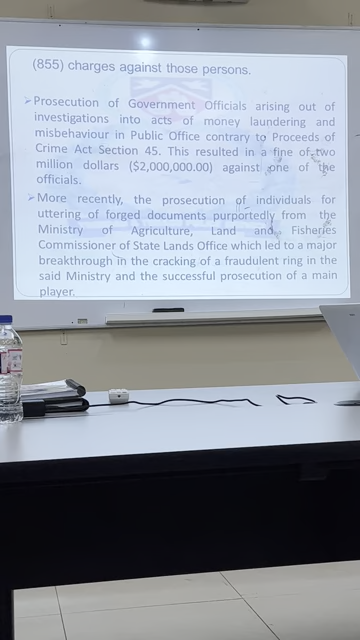 (855) charges against those persons.
➢Prosecution of Government Officials arising out of
investigations into acts of money laundering and
misbehaviour in Public Office contrary to Proceeds of
Crime Act Section 45. This resulted in a fine of two
million dollars ($2,000,000.00) against one of the
officials.
➢More recently, the prosecution of individuals for
uttering of forged documents purportedly from the
Ministry of Agriculture, Land and Fisheries
Commissioner of State Lands Office which led to a major
breakthrough in the cracking of a fraudulent ring in the
said Ministry and the successful prosecution of a main
player.